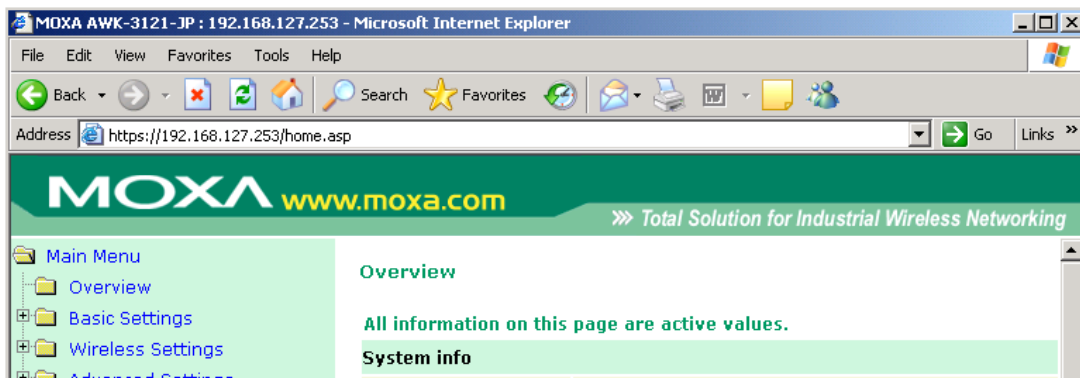 MOXA AWK-3121-JP : 192.168.127.253 - Microsoft Internet Explorer
File Edit View Favorites Tools Help
Back Search Favorites
Address https://192.168.127.253/home.asp Go Links »
MOXA www.moxa.com
Total Solution for Industrial Wireless Networking
Main Menu
Overview
Basic Settings
Wireless Settings
Advanced Settings
Overview
All information on this page are active values.
System info